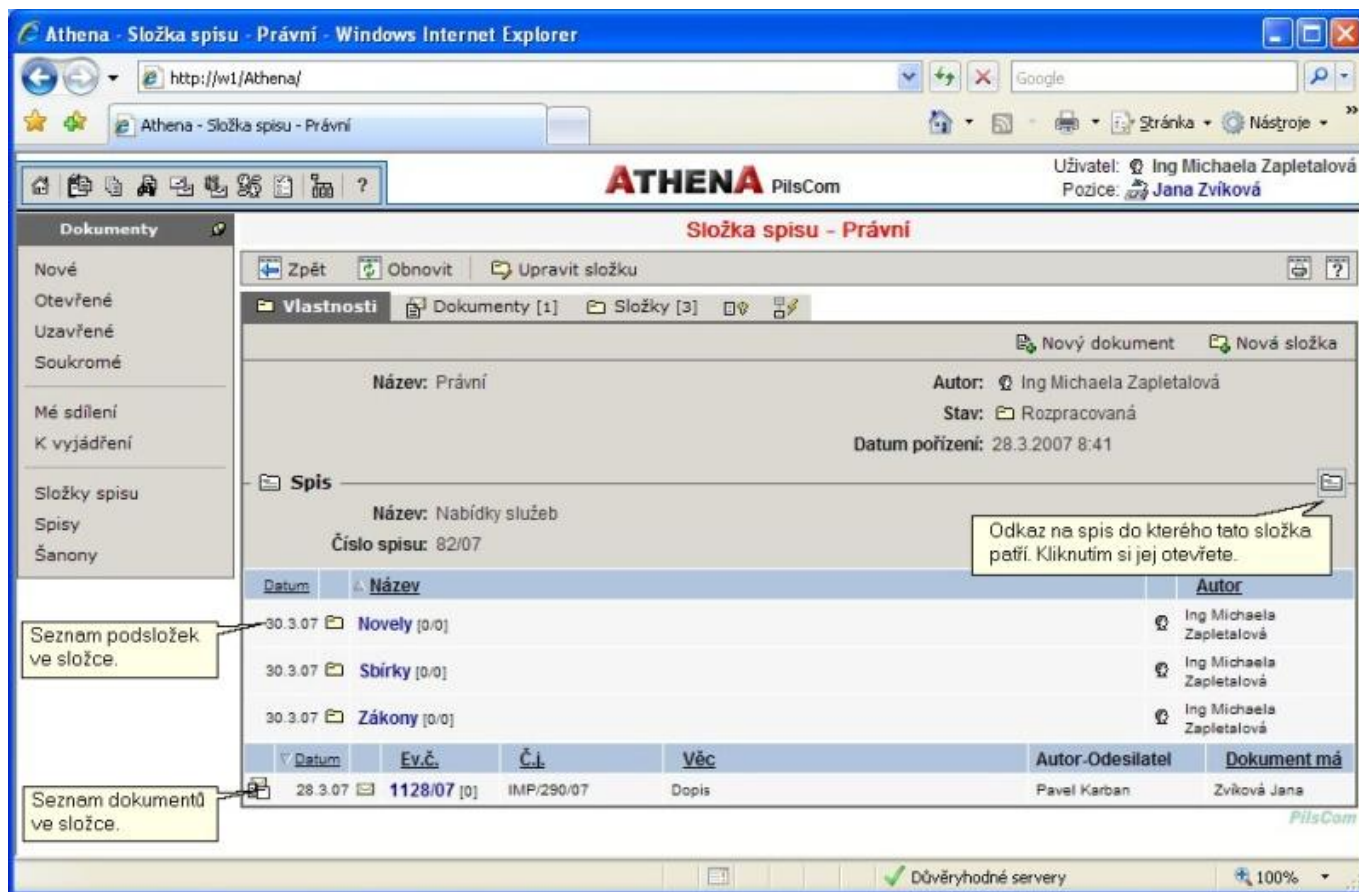 Athena - Složka spisu - Právní - Windows Internet Explorer
http://w1/Athena/
Google
Athena - Složka spisu - Právní
Stránka
Nástroje
»
?
ATHENA PilsCom
Uživatel: Ing Michaela Zapletalová
Pozice: Jana Zvíková
Dokumenty
Složka spisu - Právní
Nové
Otevřené
Uzavřené
Soukromé
Mé sdílení
K vyjádření
Složky spisu
Spisy
Šanony
Zpět Obnovit Upravit složku ?
Vlastnosti Dokumenty [1] Složky [3]
Nový dokument Nová složka
Název: Právní
Autor: Ing Michaela Zapletalová
Stav: Rozpracovaná
Datum pořízení: 28.3.2007 8:41
Spis
Název: Nabídky služeb
Číslo spisu: 82/07
Odkaz na spis do kterého tato složka
patří. Kliknutím si jej otevřete.
Datum Název Autor
Seznam podsložek
ve složce.
30.3.07 Novely [0/0] Ing Michaela
Zapletalová
30.3.07 Sbírky [0/0] Ing Michaela
Zapletalová
30.3.07 Zákony [0/0] Ing Michaela
Zapletalová
Datum Ev.č. Č.j. Věc Autor-Odesilatel Dokument má
28.3.07 1128/07 [0] IMP/290/07 Dopis Pavel Karban Zvíková Jana
Seznam dokumentů
ve složce.
PilsCom
Důvěryhodné servery
100%